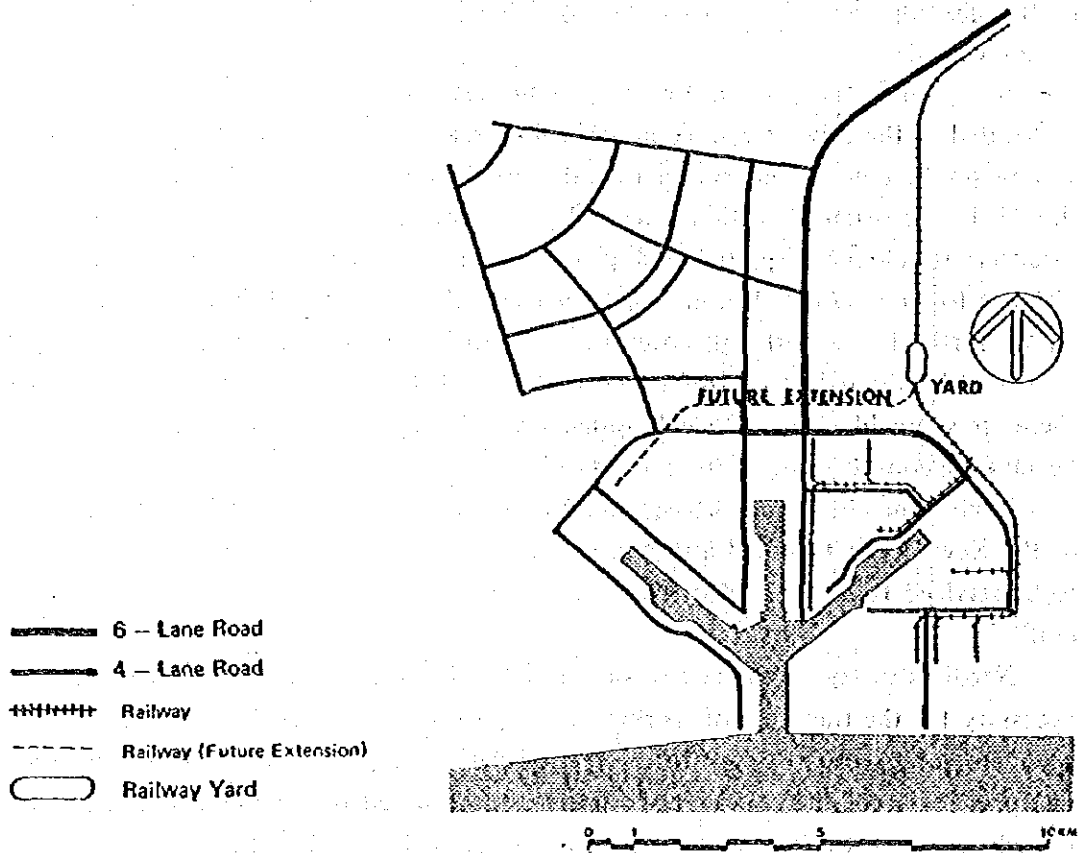 YARD
FUTURE EXTENSION
6 – Lane Road
4 – Lane Road
Railway
Railway (Future Extension)
Railway Yard
0 1 5 10 KM